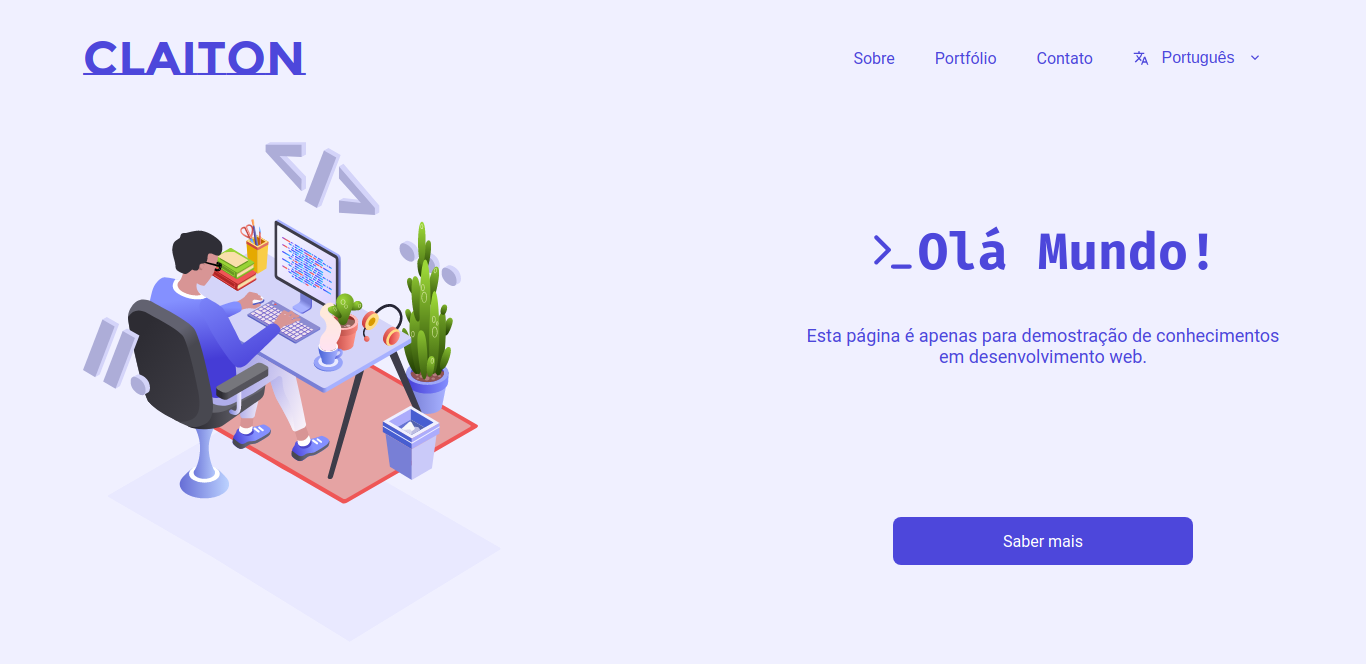 CLAITON
Sobre Portfólio Contato Português
</>
>_Olá Mundo!
Esta página é apenas para demostração de conhecimentos
em desenvolvimento web.
Saber mais